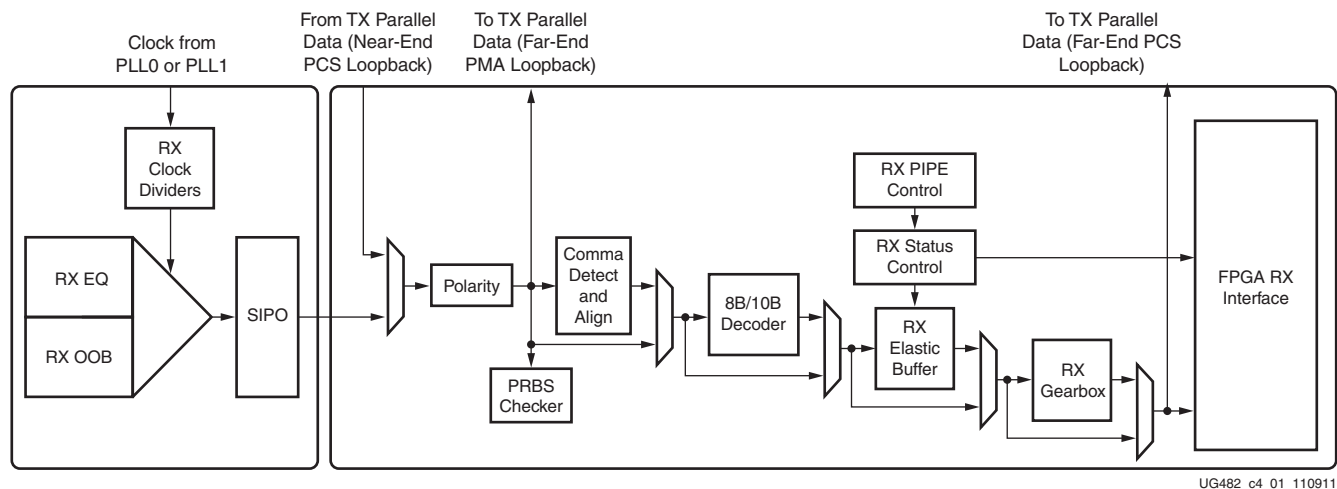 Clock from
PLL0 or PLL1
From TX Parallel
Data (Near-End
PCS Loopback)
To TX Parallel
Data (Far-End
PMA Loopback)
To TX Parallel
Data (Far-End PCS
Loopback)
RX
Clock
Dividers
RX EQ
RX OOB
SIPO
Polarity
Comma
Detect
and
Align
PRBS
Checker
8B/10B
Decoder
RX PIPE
Control
RX Status
Control
RX
Elastic
Buffer
RX
Gearbox
FPGA RX
Interface
UG482_c4_01_110911